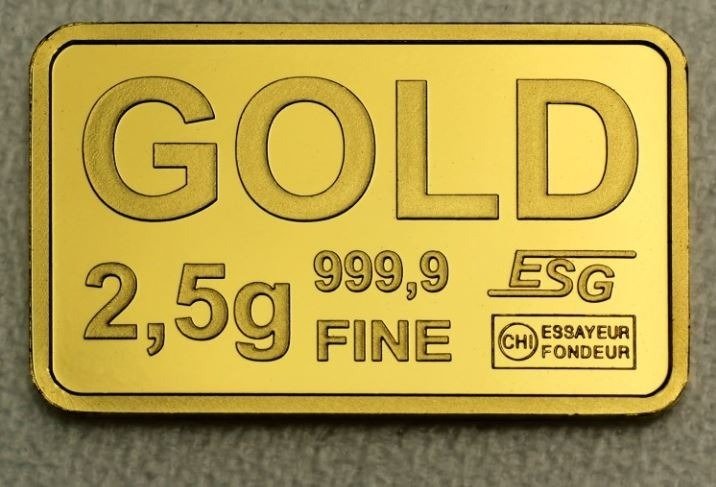 GOLD
2,5g
999,9
FINE
ESG
CHI
ESSAYEUR
FONDEUR